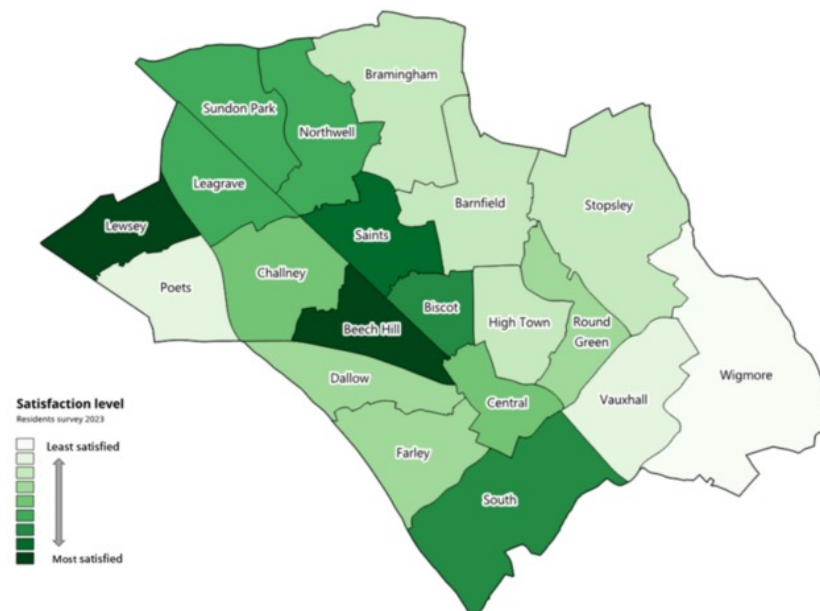 Bramingham
Sundon Park
Northwell
Leagrave
Barnfield
Stopsley
Lewsey
Saints
Challney
Poets
Biscot
High Town
Round
Green
Beech Hill
Wigmore
Dallow
Central
Vauxhall
Farley
South
Satisfaction level
Residents survey 2023
Least satisfied
Most satisfied